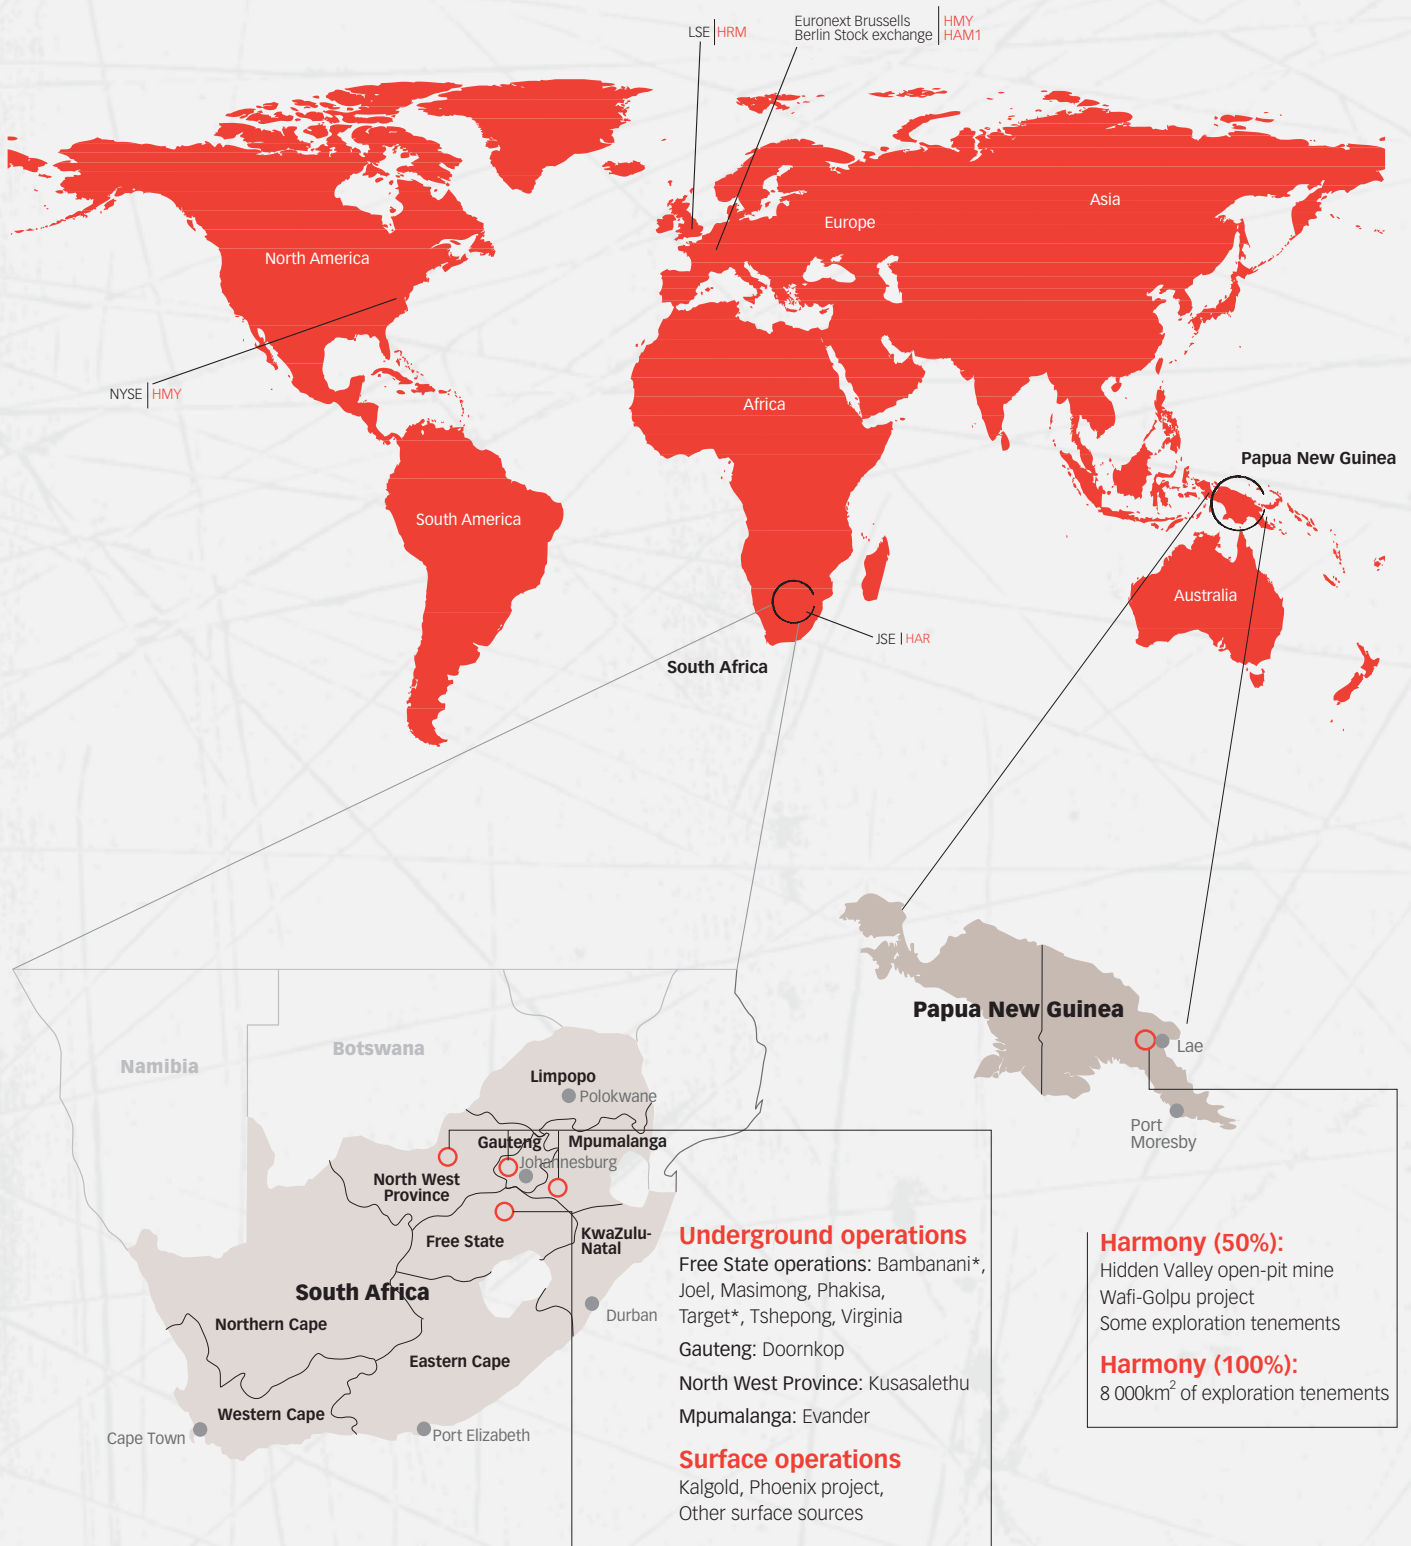 LSE | HRM
Euronext Brussells | HMY
Berlin Stock exchange | HAM1
Asia
Europe
North America
NYSE | HMY
Africa
Papua New Guinea
South America
Australia
JSE | HAR
South Africa
Papua New Guinea
Lae
Port
Moresby
Namibia
Botswana
Limpopo
Polokwane
Gauteng
Mpumalanga
Johannesburg
North West
Province
Free State
KwaZulu-
Natal
South Africa
Durban
Northern Cape
Eastern Cape
Western Cape
Cape Town
Port Elizabeth
Underground operations
Free State operations: Bambanani*,
Joel, Masimong, Phakisa,
Target*, Tshepong, Virginia
Gauteng: Doornkop
North West Province: Kusasalethu
Mpumalanga: Evander
Surface operations
Kalgold, Phoenix project,
Other surface sources
Harmony (50%):
Hidden Valley open-pit mine
Wafi-Golpu project
Some exploration tenements
Harmony (100%):
8 000km² of exploration tenements